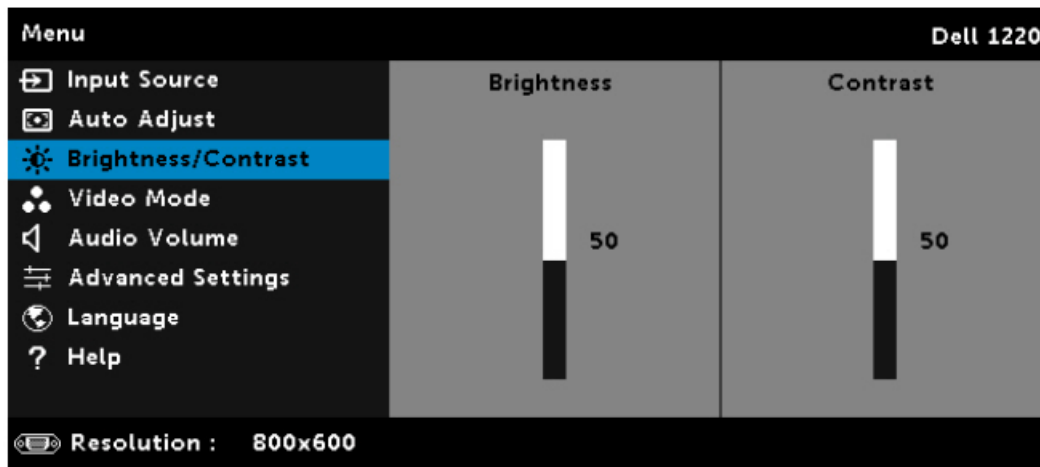 Menu Dell 1220
Input Source
Auto Adjust
Brightness/Contrast
Video Mode
Audio Volume
Advanced Settings
Language
? Help
Brightness
50
Contrast
50
Resolution : 800x600